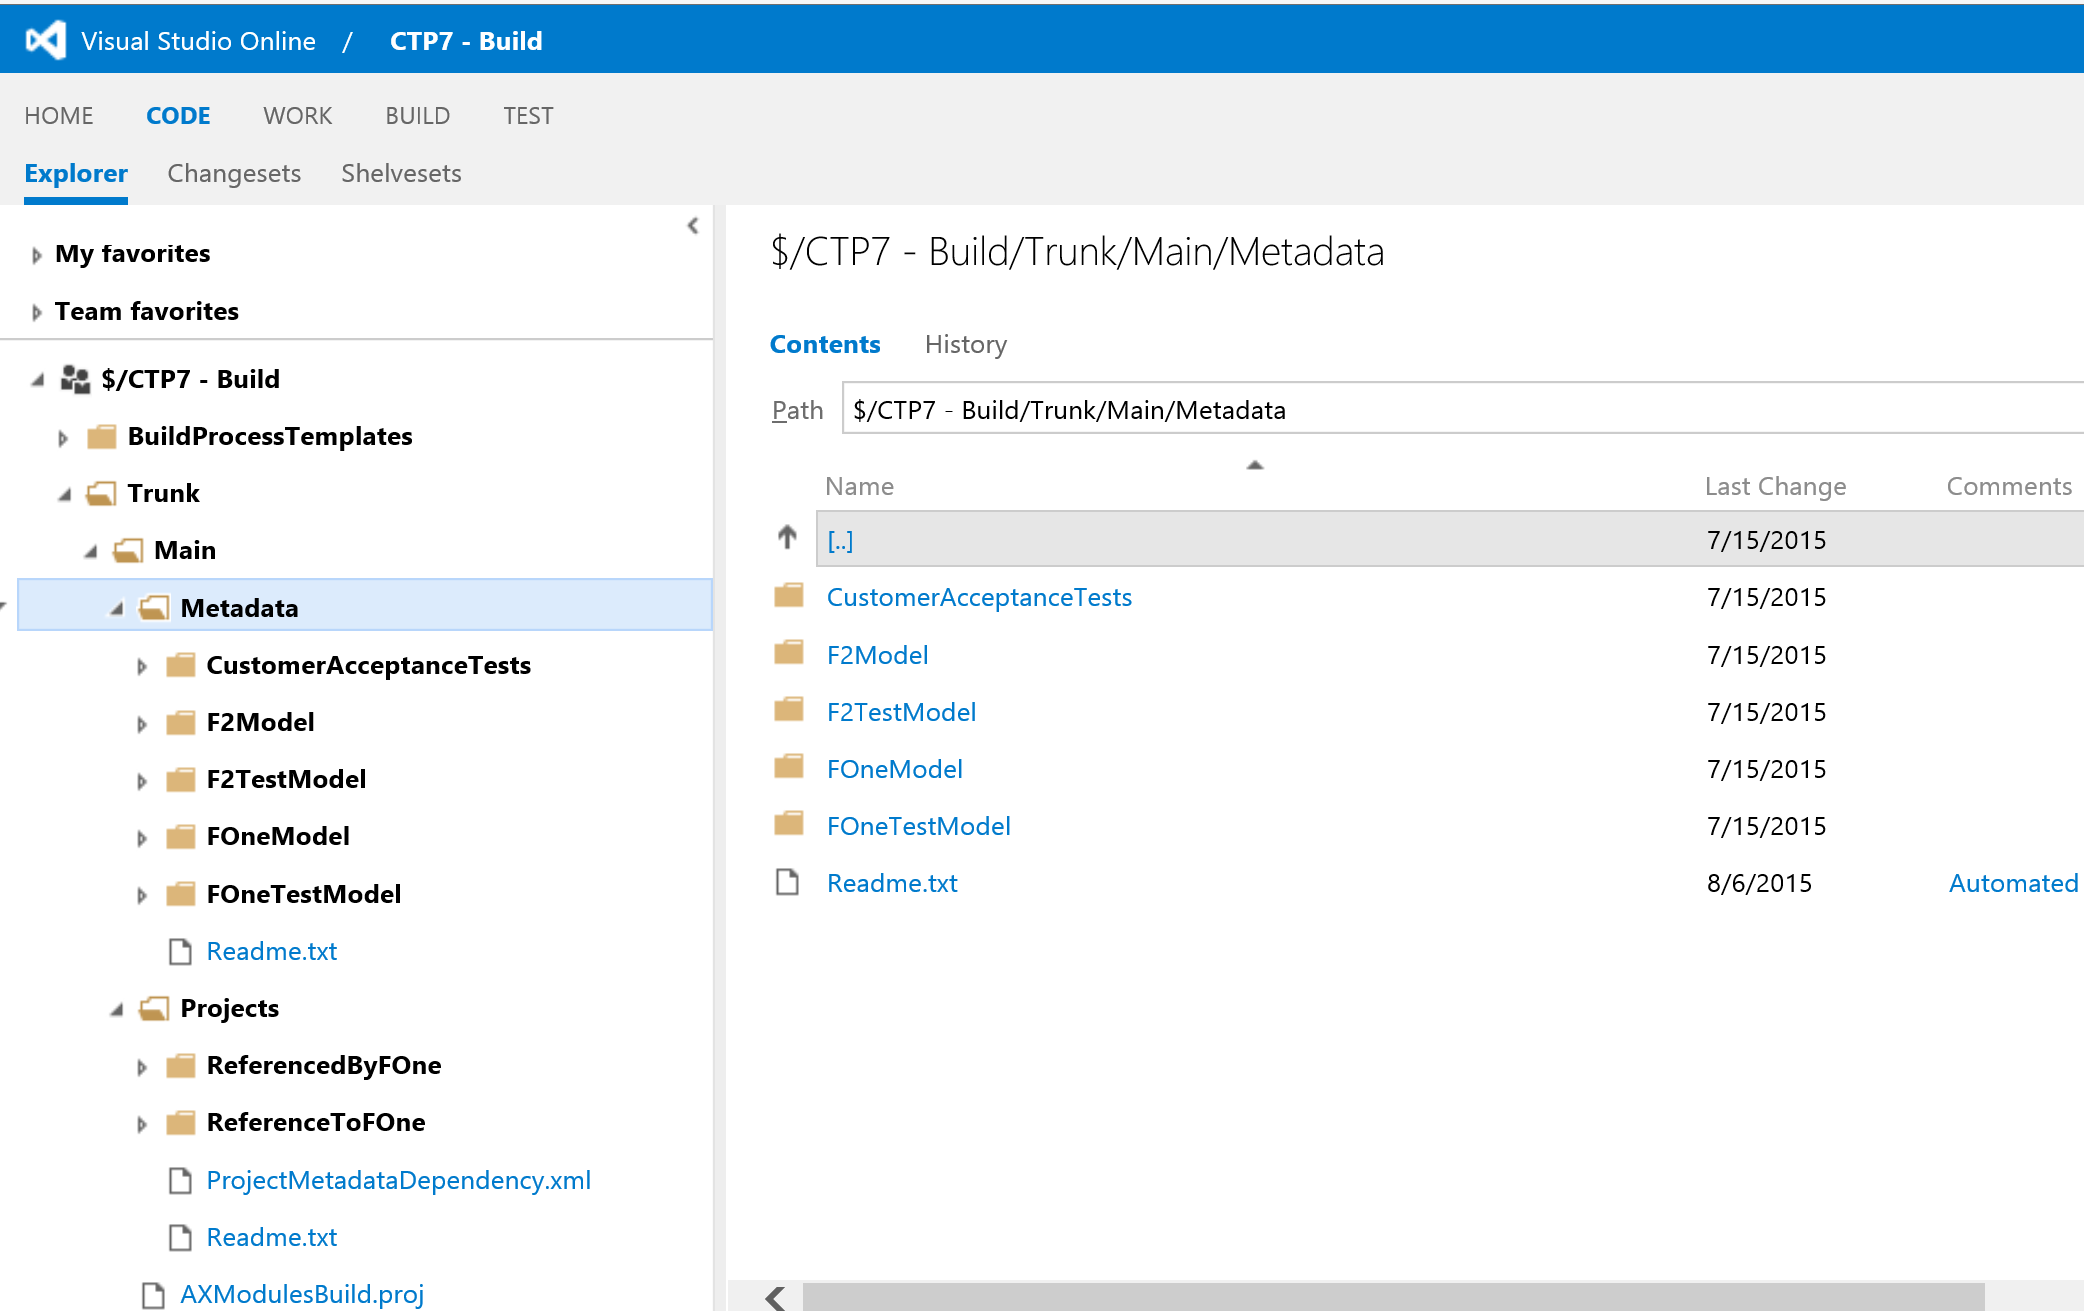 Visual Studio Online / CTP7 - Build
HOME CODE WORK BUILD TEST
Explorer Changesets Shelvesets
My favorites
Team favorites
$/CTP7 - Build
BuildProcessTemplates
Trunk
Main
Metadata
CustomerAcceptanceTests
F2Model
F2TestModel
FOneModel
FOneTestModel
Readme.txt
Projects
ReferencedByFOne
ReferenceToFOne
ProjectMetadataDependency.xml
Readme.txt
AXModulesBuild.proj
$/CTP7 - Build/Trunk/Main/Metadata
Contents History
Path $/CTP7 - Build/Trunk/Main/Metadata
Name Last Change Comments
[..] 7/15/2015
CustomerAcceptanceTests 7/15/2015
F2Model 7/15/2015
F2TestModel 7/15/2015
FOneModel 7/15/2015
FOneTestModel 7/15/2015
Readme.txt 8/6/2015 Automated